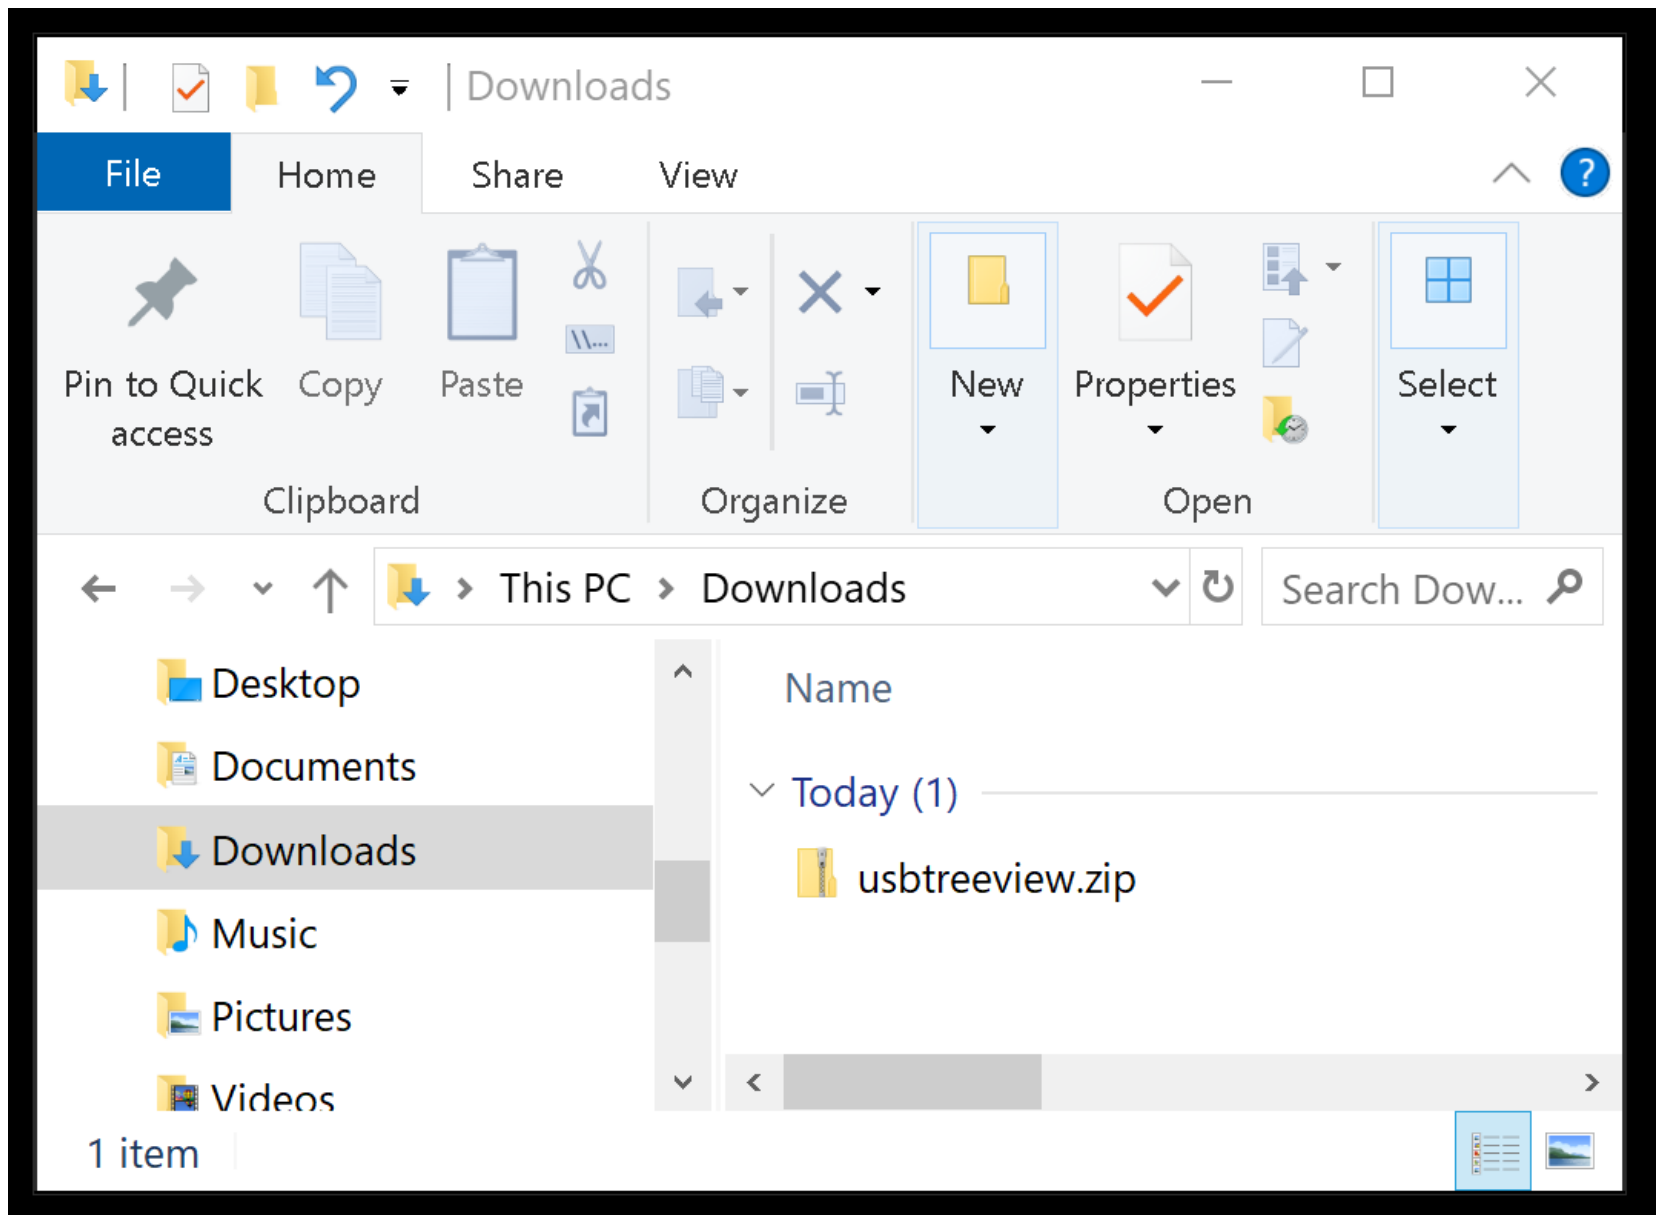 Downloads
File Home Share View
?
\\...
Pin to Quick access Copy Paste New Properties Select
Clipboard Organize Open
This PC Downloads Search Dow...
Desktop
Documents
Downloads
Music
Pictures
Videos
Name
Today (1)
usbtreeview.zip
1 item